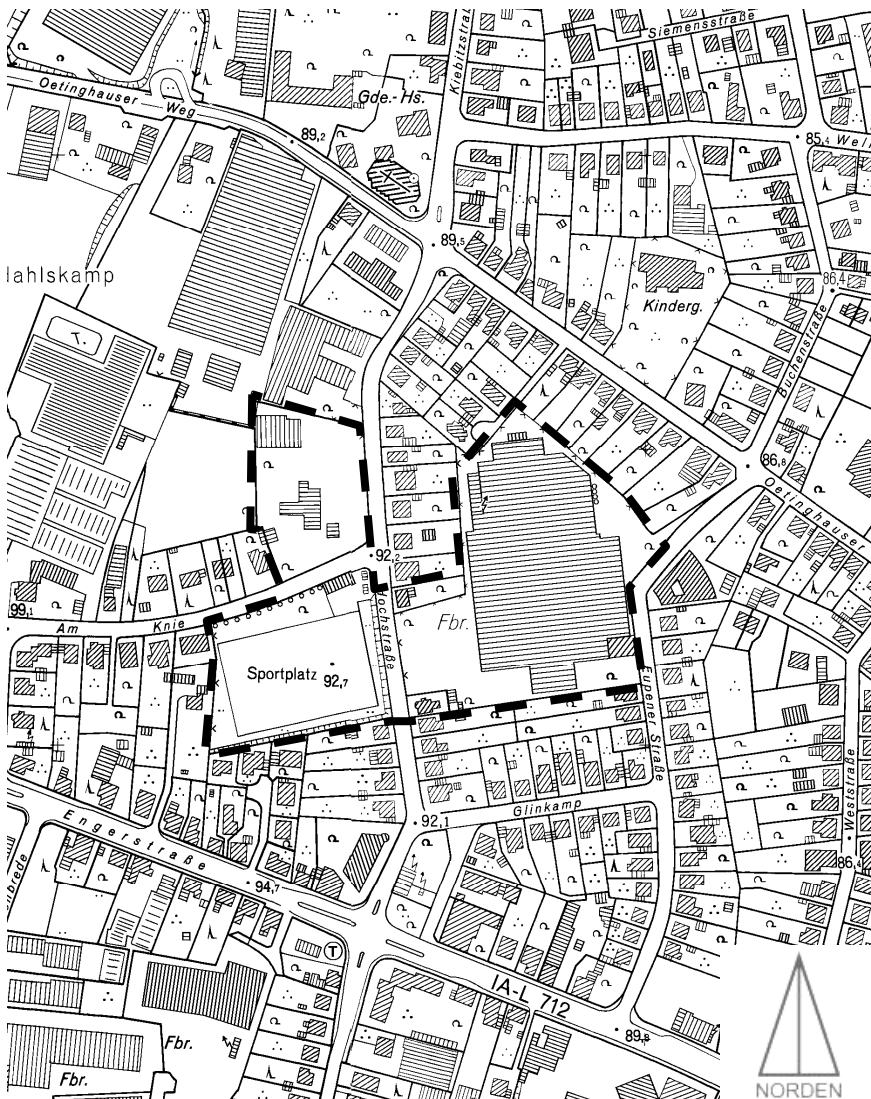 Siemensstraße
Kiebitzstraße
Oetinghauser Weg
Gde.-Hs.
89,2
85,4
89,5
ahlskamp
86,4
Kinderg.
T.
Buchenstraße
86,8
Oetinghauser
92,2
99,1
Am Knie
Hochstraße
Fbr.
Sportplatz 92,7
Eupener Straße
Weststraße
Glinkamp
92,1
Engerstraße
86,4
94,7
T
IA-L 712
89,8
Fbr.
Fbr.
NORDEN